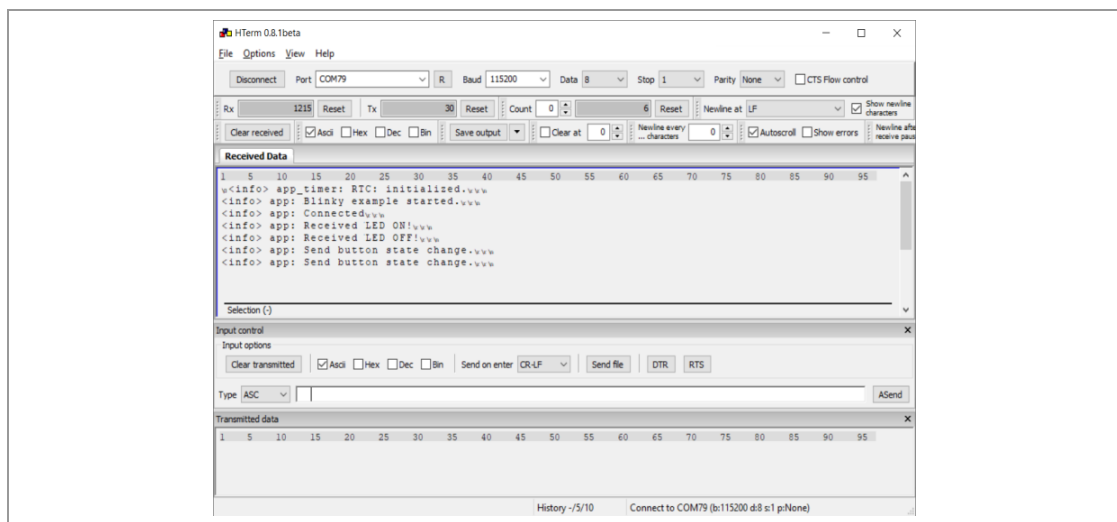 HTerm 0.8.1beta
File Options View Help
Disconnect Port COM79 R Baud 115200 Data 8 Stop 1 Parity None CTS Flow control
Rx 1215 Reset Tx 30 Reset Count 0 6 Reset Newline at LF Show newline characters
Clear received Ascii Hex Dec Bin Save output Clear at 0 Newline every ... characters 0 Autoscroll Show errors Newline afte receive paus
Received Data
1 5 10 15 20 25 30 35 40 45 50 55 60 65 70 75 80 85 90 95
<info> app_timer: RTC: initialized.
<info> app: Blinky example started.
<info> app: Connected
<info> app: Received LED ON!
<info> app: Received LED OFF!
<info> app: Send button state change.
<info> app: Send button state change.
Selection (-)
Input control
Input options
Clear transmitted Ascii Hex Dec Bin Send on enter CR-LF Send file DTR RTS
Type ASC ASend
Transmitted data
1 5 10 15 20 25 30 35 40 45 50 55 60 65 70 75 80 85 90 95
History -/5/10 Connect to COM79 (b:115200 d:8 s:1 p:None)